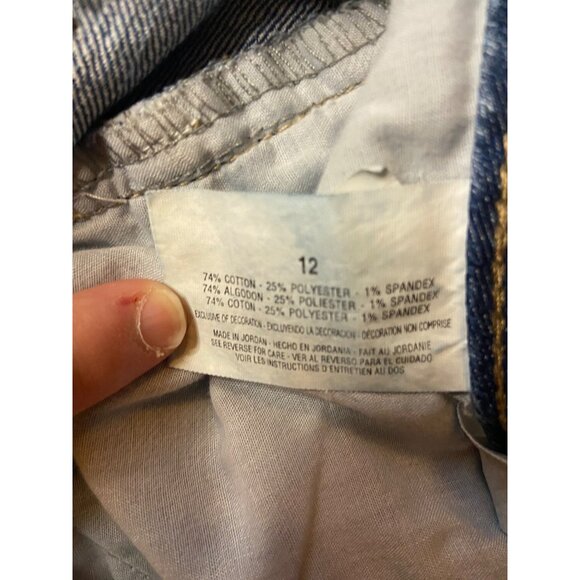 12
74% COTTON - 25% POLYESTER - 1% SPANDEX
74% ALGODON - 25% POLIESTER - 1% SPANDEX
74% COTON - 25% POLYESTER - 1% SPANDEX
EXCLUSIVE OF DECORATION - EXCLUYENDO LA DECORACION - DÉCORATION NON COMPRISE
MADE IN JORDAN - HECHO EN JORDANIA - FAIT AU JORDANIE
SEE REVERSE FOR CARE - VER AL REVERSO PARA EL CUIDADO
VOIR LES INSTRUCTIONS D'ENTRETIEN AU DOS